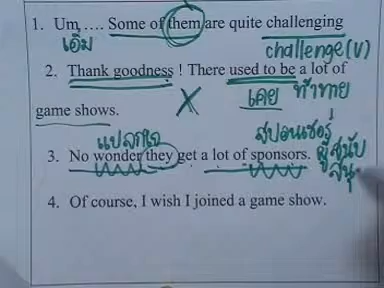 1. Um .... Some of them are quite challenging
เอิ่ม challenge(v)
2. Thank goodness ! There used to be a lot of
เคย ท้าทาย
game shows.
แปลกใจ สปอนเซอร์
3. No wonder they get a lot of sponsors. ผู้สนับ
สนุ
4. Of course, I wish I joined a game show.